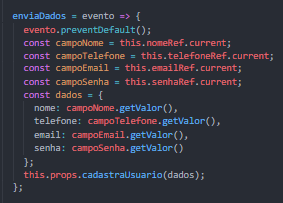 enviaDados = evento => {
  evento.preventDefault();
  const campoNome = this.nomeRef.current;
  const campoTelefone = this.telefoneRef.current;
  const campoEmail = this.emailRef.current;
  const campoSenha = this.senhaRef.current;
  const dados = {
    nome: campoNome.getValor(),
    telefone: campoTelefone.getValor(),
    email: campoEmail.getValor(),
    senha: campoSenha.getValor()
  };
  this.props.cadastraUsuario(dados);
};